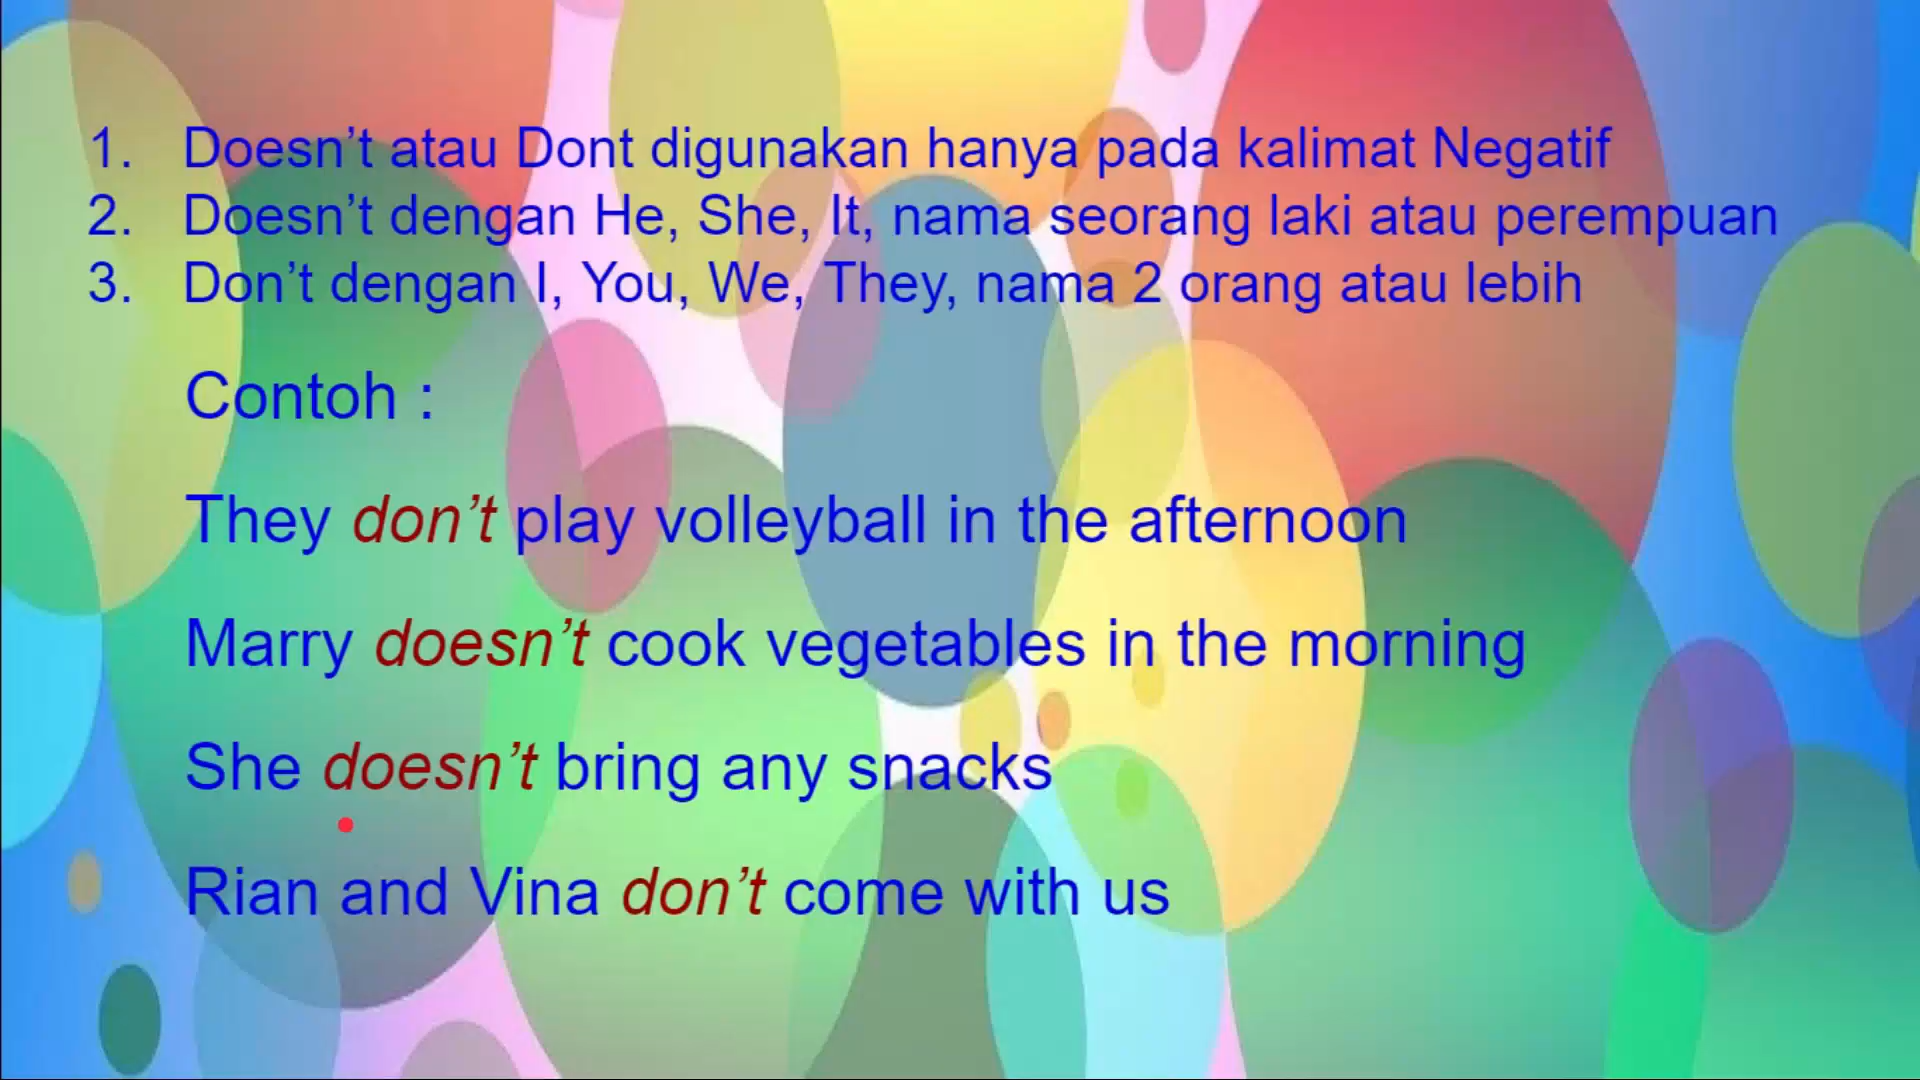 1. Doesn’t atau Dont digunakan hanya pada kalimat Negatif
2. Doesn’t dengan He, She, It, nama seorang laki atau perempuan
3. Don’t dengan I, You, We, They, nama 2 orang atau lebih
Contoh :
They don’t play volleyball in the afternoon
Marry doesn’t cook vegetables in the morning
She doesn’t bring any snacks
Rian and Vina don’t come with us